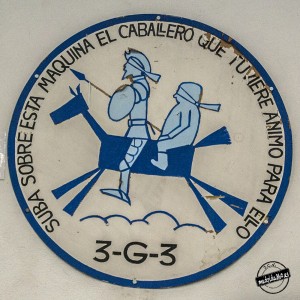 SUBA SOBRE ESTA MAQUINA EL CABALLERO QUE TUVIERE ANIMO PARA ELLO
3-G-3